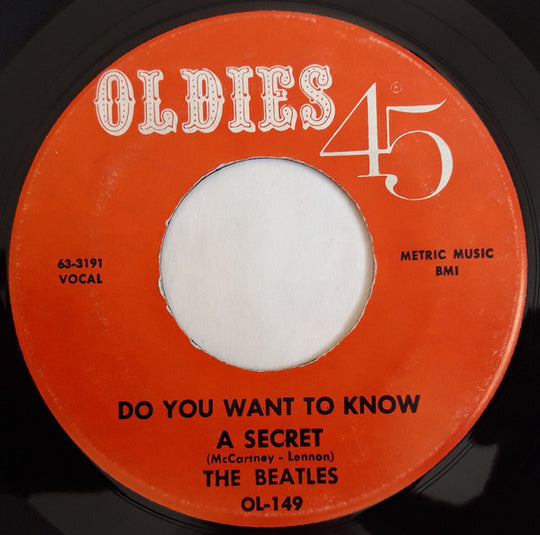 OLDIES 45
63-3191
VOCAL
METRIC MUSIC
BMI
DO YOU WANT TO KNOW
A SECRET
(McCartney - Lennon)
THE BEATLES
OL-149